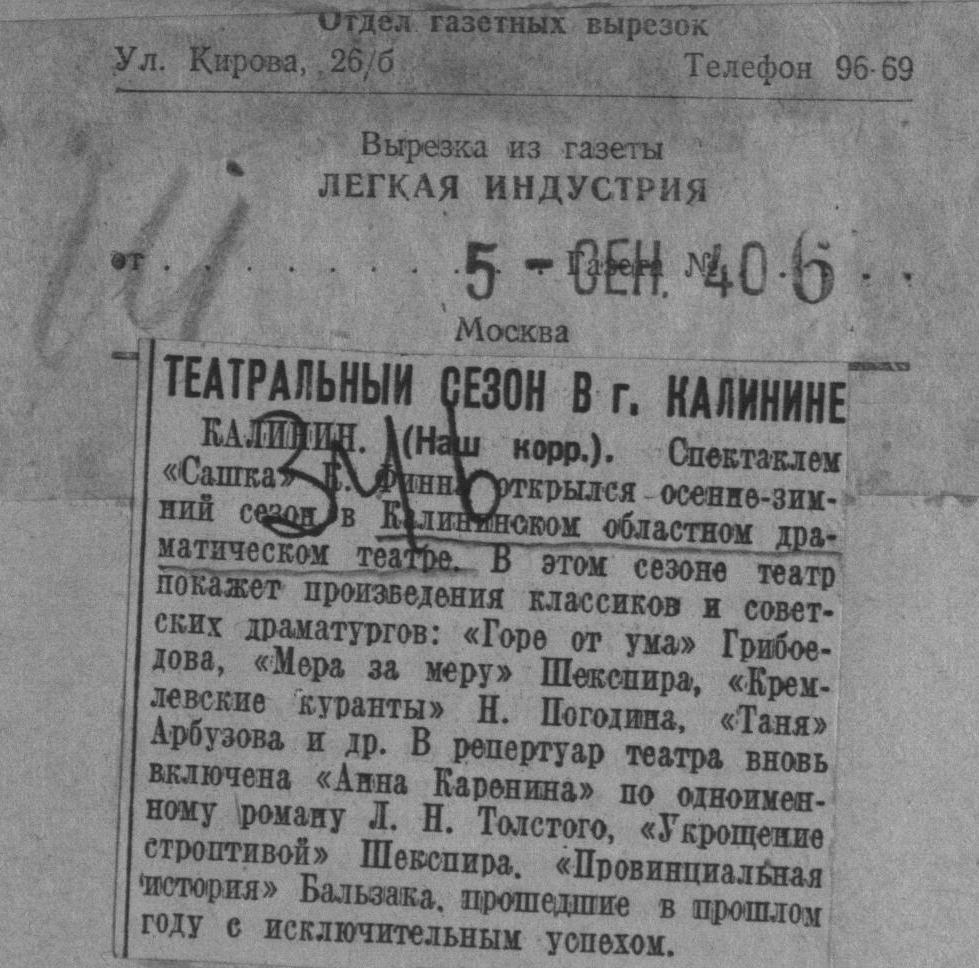 Отдел газетных вырезок
Ул. Кирова, 26/б Телефон 96-69
Вырезка из газеты
ЛЕГКАЯ ИНДУСТРИЯ
от . . . . . . . . . . Газета № . . . .
5 - СЕН. 40 6
Москва
ТЕАТРАЛЬНЫЙ СЕЗОН В г. КАЛИНИНЕ
КАЛИНИН. (Наш корр.). Спектаклем
«Сашка» К. Финна открылся осенне-зим-
ний сезон в Калининском областном дра-
матическом театре. В этом сезоне театр
покажет произведения классиков и совет-
ских драматургов: «Горе от ума» Грибое-
дова, «Мера за меру» Шекспира, «Крем-
левские куранты» Н. Погодина, «Таня»
Арбузова и др. В репертуар театра вновь
включена «Анна Каренина» по одноимен-
ному роману Л. Н. Толстого, «Укрощение
строптивой» Шекспира, «Провинциальная
история» Бальзака, прошедшие в прошлом
году с исключительным успехом.